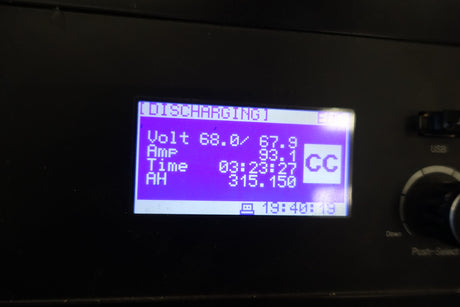 [DISCHARGING]
Volt 68.0/ 67.9
Amp 93.1
Time 03:23:27
AH 315.150
CC
19:40:19
USB
Down
Push-Select